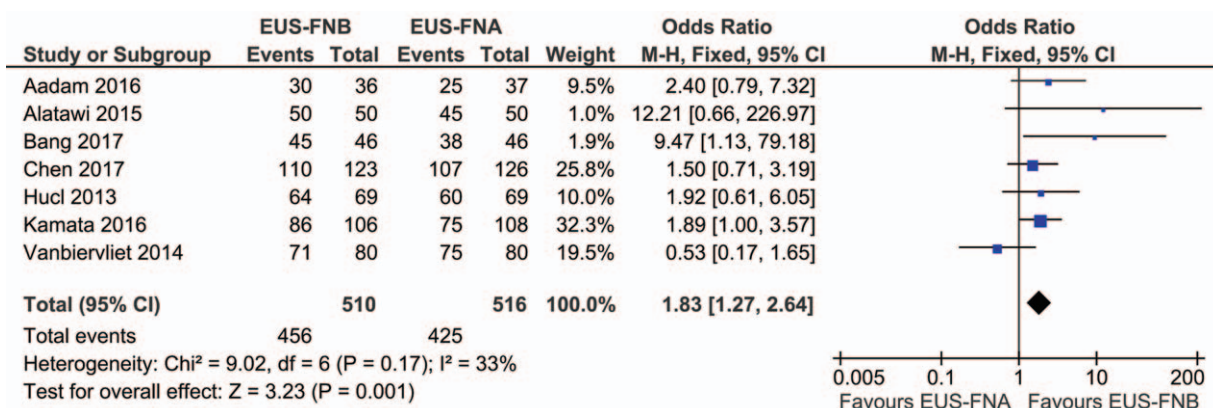 EUS-FNB EUS-FNA Odds Ratio Odds Ratio
Study or Subgroup Events Total Events Total Weight M-H, Fixed, 95% CI M-H, Fixed, 95% CI
Aadam 2016 30 36 25 37 9.5% 2.40 [0.79, 7.32]
Alatawi 2015 50 50 45 50 1.0% 12.21 [0.66, 226.97]
Bang 2017 45 46 38 46 1.9% 9.47 [1.13, 79.18]
Chen 2017 110 123 107 126 25.8% 1.50 [0.71, 3.19]
Hucl 2013 64 69 60 69 10.0% 1.92 [0.61, 6.05]
Kamata 2016 86 106 75 108 32.3% 1.89 [1.00, 3.57]
Vanbiervliet 2014 71 80 75 80 19.5% 0.53 [0.17, 1.65]
Total (95% CI) 510 516 100.0% 1.83 [1.27, 2.64]
Total events 456 425
Heterogeneity: Chi² = 9.02, df = 6 (P = 0.17); I² = 33%
Test for overall effect: Z = 3.23 (P = 0.001)
0.005 0.1 1 10 200
Favours EUS-FNA Favours EUS-FNB